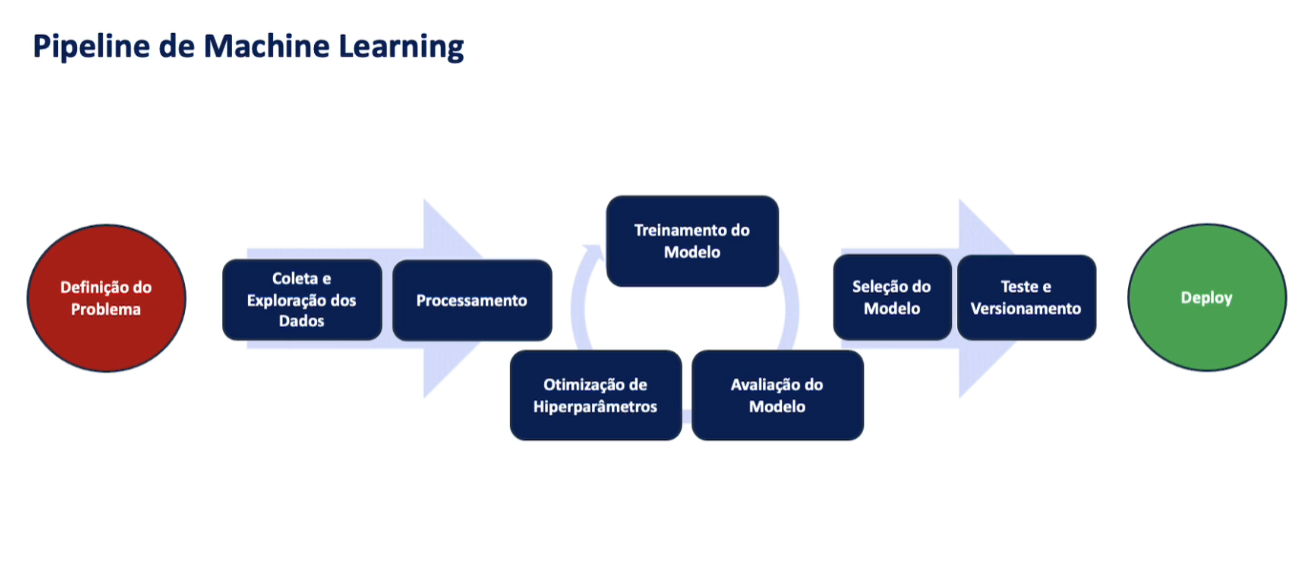 Pipeline de Machine Learning
Definição do
Problema
Coleta e
Exploração dos
Dados
Processamento
Treinamento do
Modelo
Otimização de
Hiperparâmetros
Avaliação do
Modelo
Seleção do
Modelo
Teste e
Versionamento
Deploy